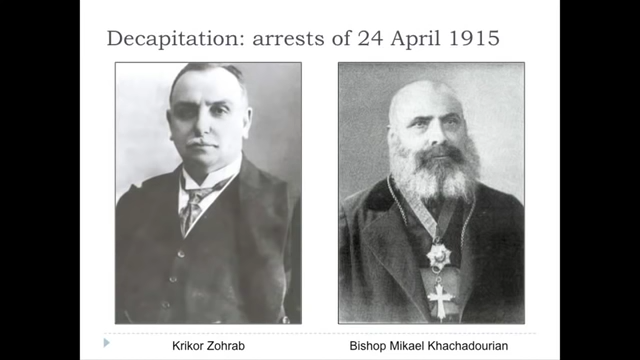 Decapitation: arrests of 24 April 1915
Krikor Zohrab
Bishop Mikael Khachadourian